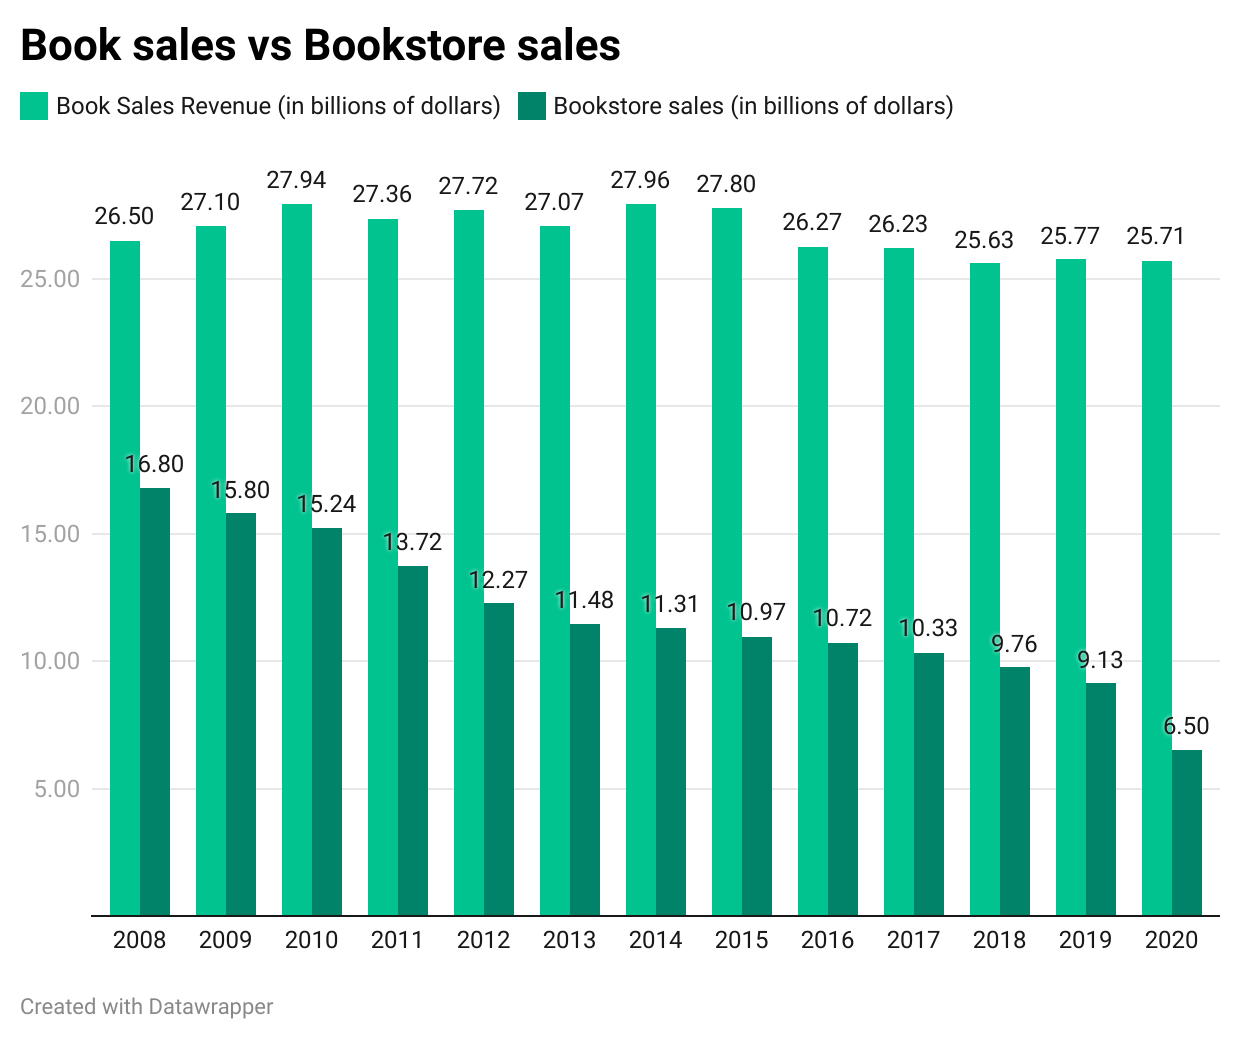 Book sales vs Bookstore sales
Book Sales Revenue (in billions of dollars) Bookstore sales (in billions of dollars)
26.50 27.10 27.94 27.36 27.72 27.07 27.96 27.80 26.27 26.23 25.63 25.77 25.71
25.00
20.00
16.80 15.80 15.24 13.72 12.27 11.48 11.31 10.97 10.72 10.33 9.76 9.13 6.50
15.00
10.00
5.00
2008 2009 2010 2011 2012 2013 2014 2015 2016 2017 2018 2019 2020
Created with Datawrapper